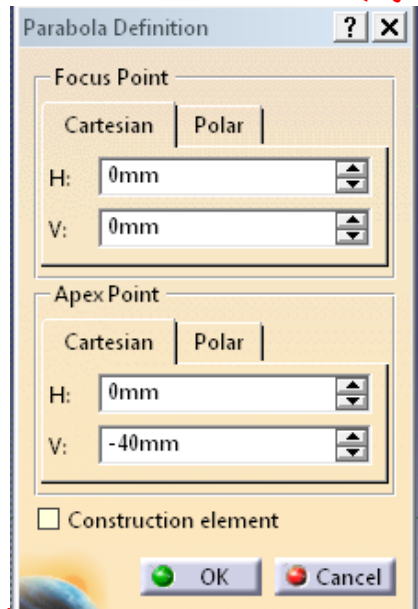 Parabola Definition ? X
Focus Point
Cartesian Polar
H: 0mm
V: 0mm
Apex Point
Cartesian Polar
H: 0mm
V: -40mm
Construction element
OK Cancel